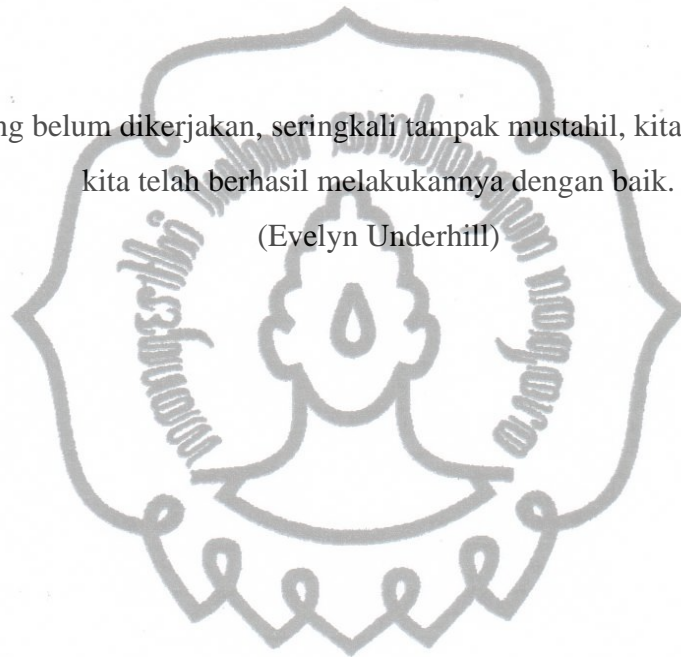 ng belum dikerjakan, seringkali tampak mustahil, kita
kita telah berhasil melakukannya dengan baik.
(Evelyn Underhill)